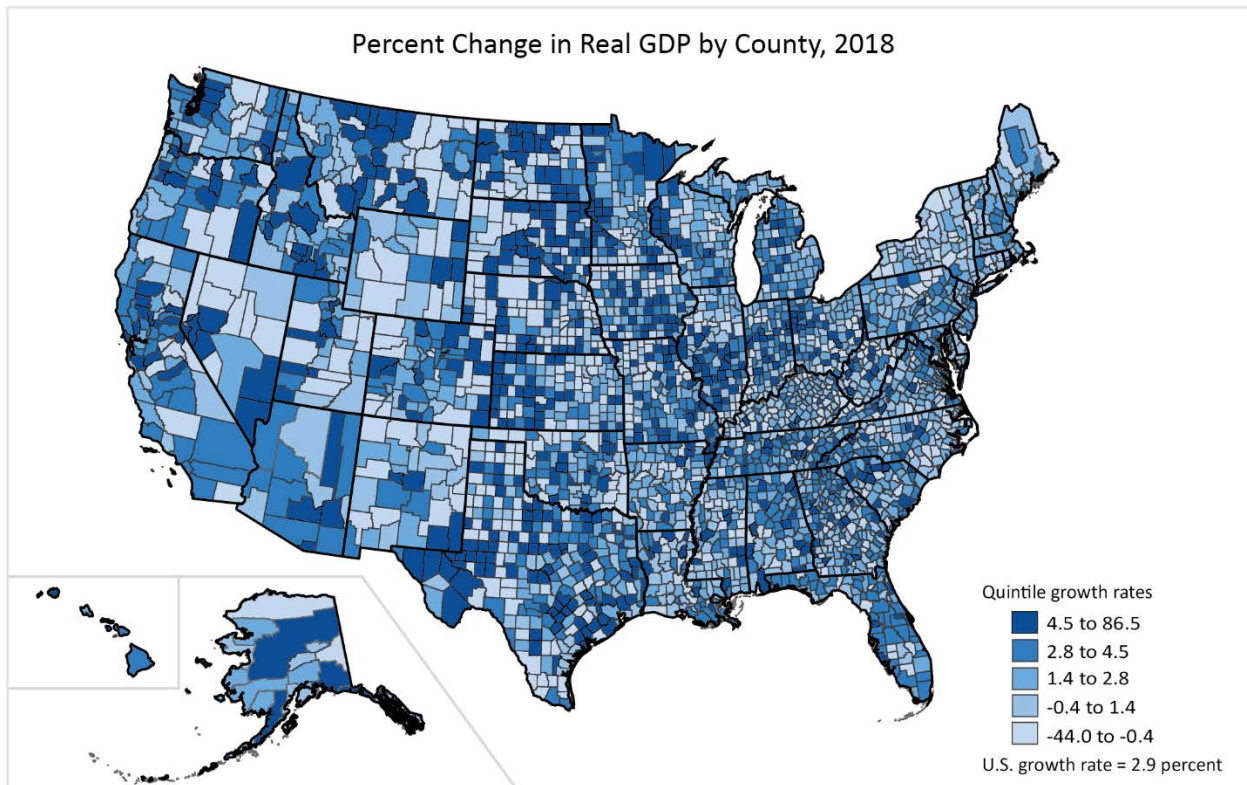 Percent Change in Real GDP by County, 2018
Quintile growth rates
4.5 to 86.5
2.8 to 4.5
1.4 to 2.8
-0.4 to 1.4
-44.0 to -0.4
U.S. growth rate = 2.9 percent